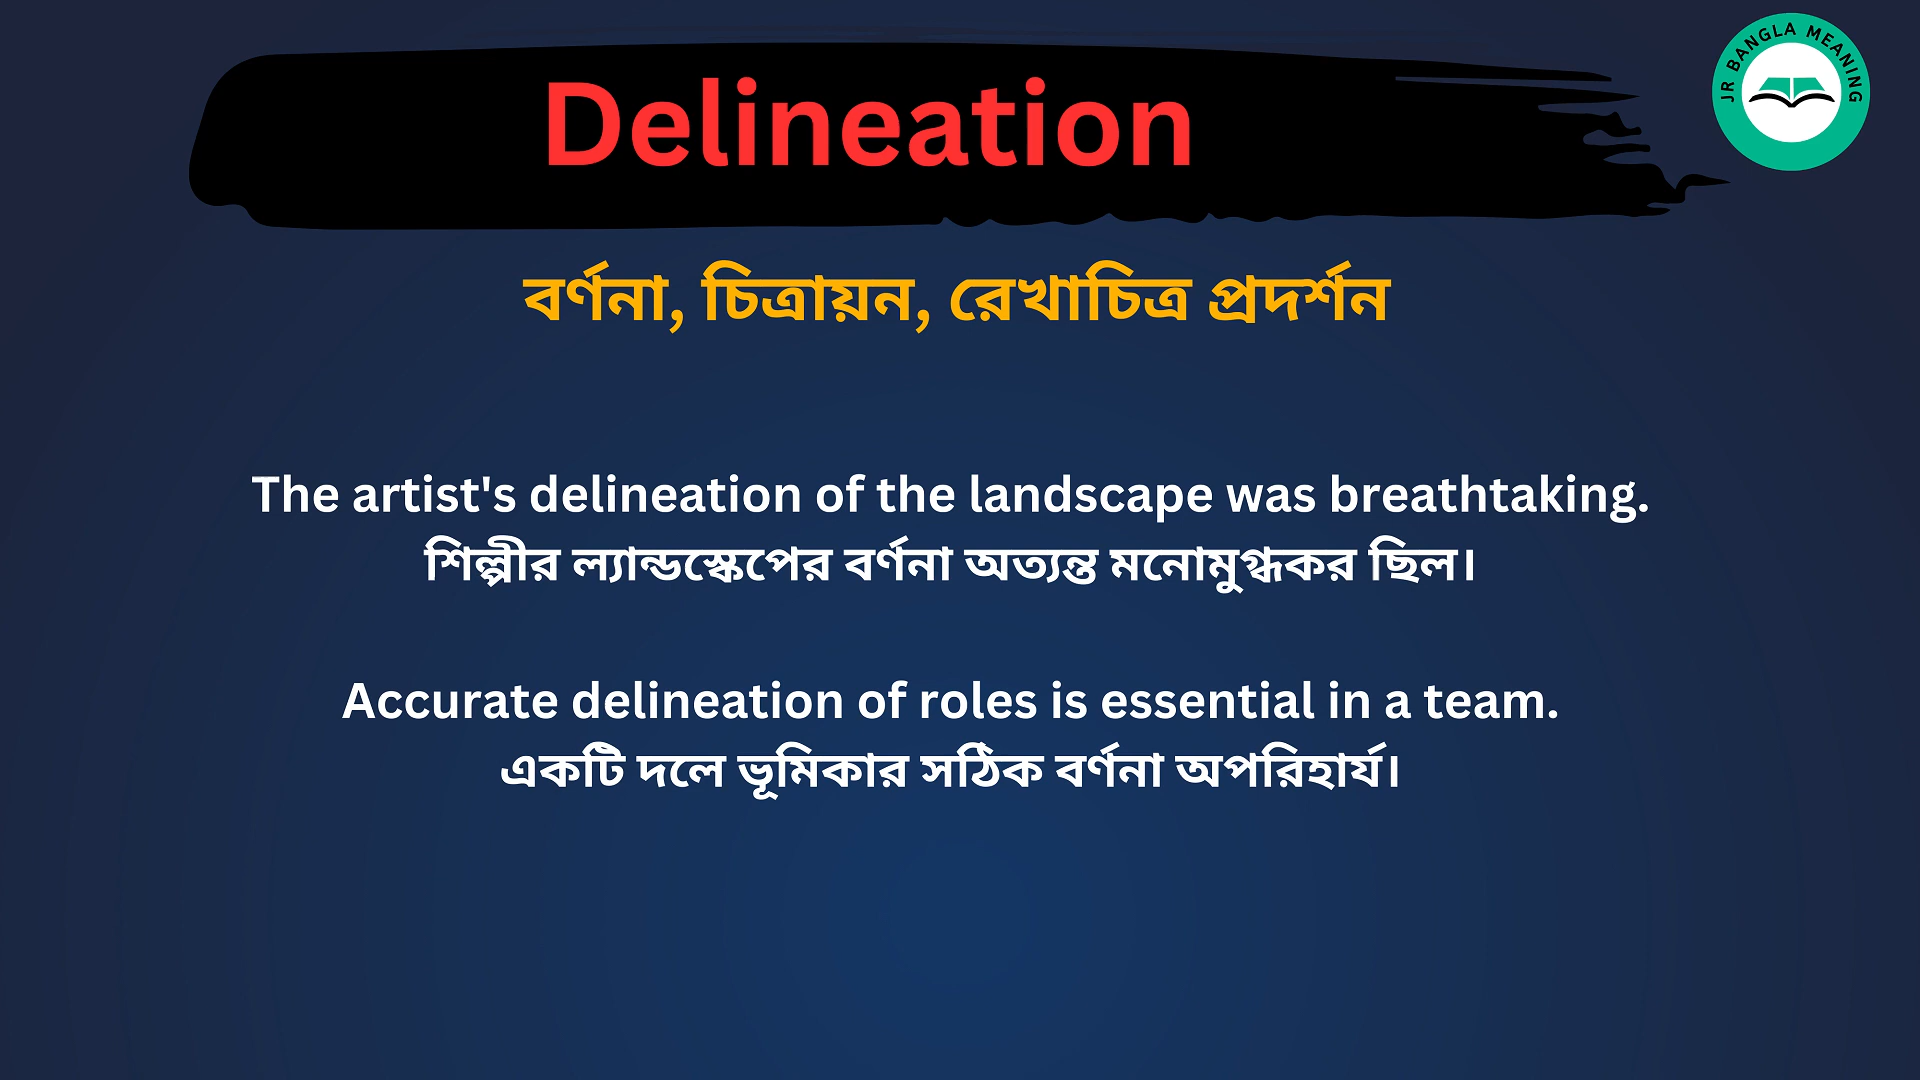 JR BANGLA MEANING
Delineation
বর্ণনা, চিত্রায়ন, রেখাচিত্র প্রদর্শন
The artist's delineation of the landscape was breathtaking.
শিল্পীর ল্যান্ডস্কেপের বর্ণনা অত্যন্ত মনোমুগ্ধকর ছিল।
Accurate delineation of roles is essential in a team.
একটি দলে ভূমিকার সঠিক বর্ণনা অপরিহার্য।